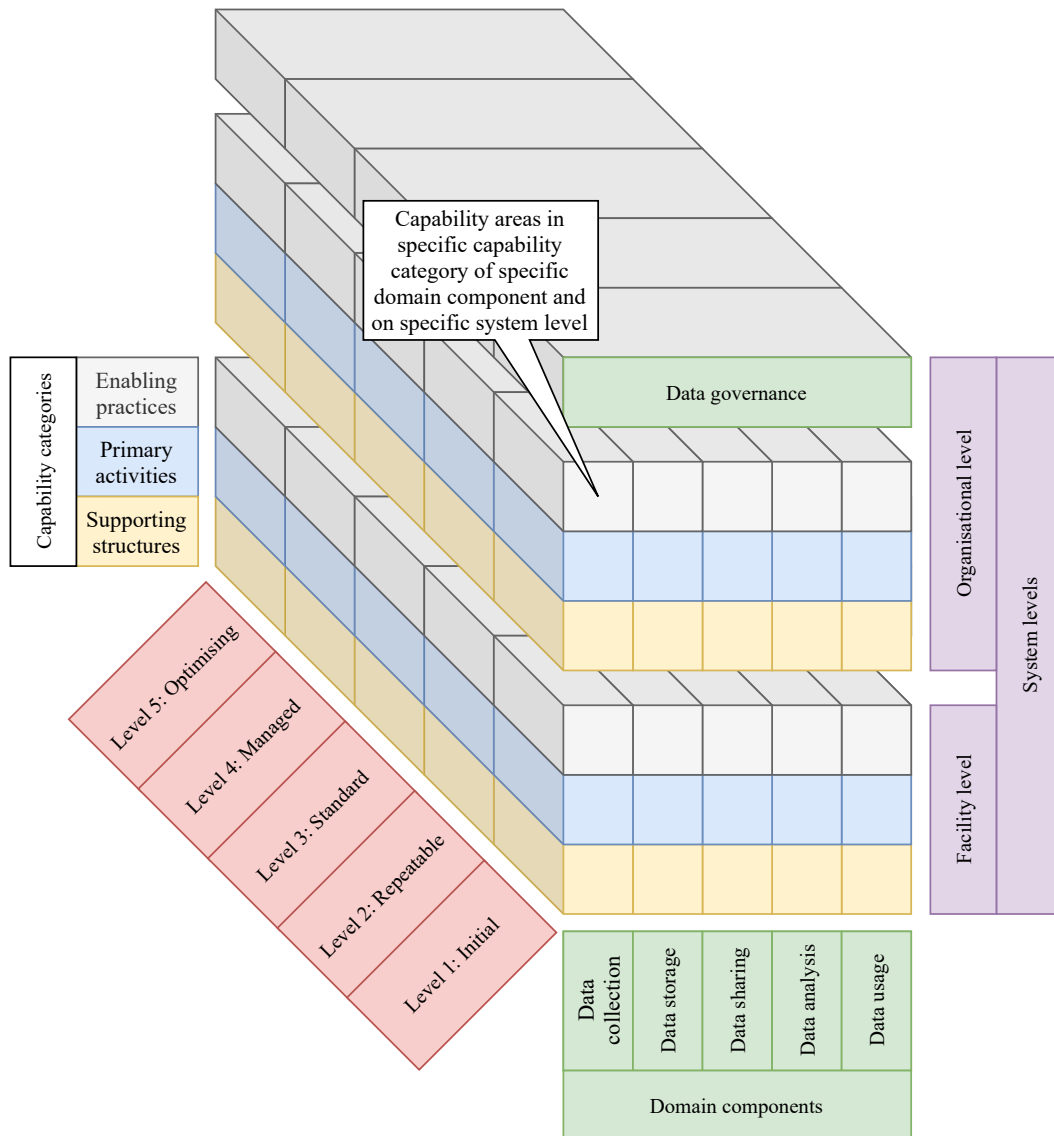 Capability areas in
specific capability
category of specific
domain component and
on specific system level
Data governance
Capability categories
Enabling
practices
Primary
activities
Supporting
structures
Organisational level
System levels
Facility level
Level 5: Optimising
Level 4: Managed
Level 3: Standard
Level 2: Repeatable
Level 1: Initial
Data
collection
Data storage
Data sharing
Data analysis
Data usage
Domain components